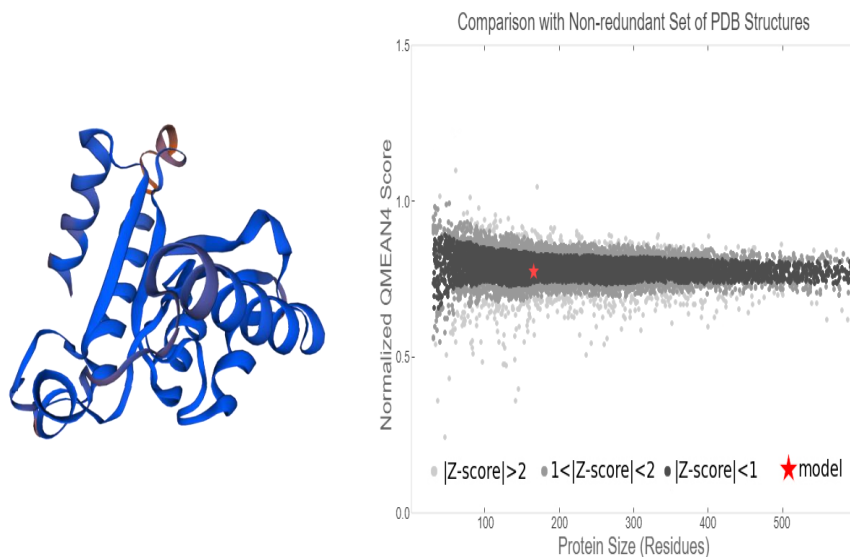 Comparison with Non-redundant Set of PDB Structures
Normalized QMEAN4 Score
1.5
1.0
0.5
0.0
|Z-score|>2 1<|Z-score|<2 |Z-score|<1 model
100 200 300 400 500
Protein Size (Residues)